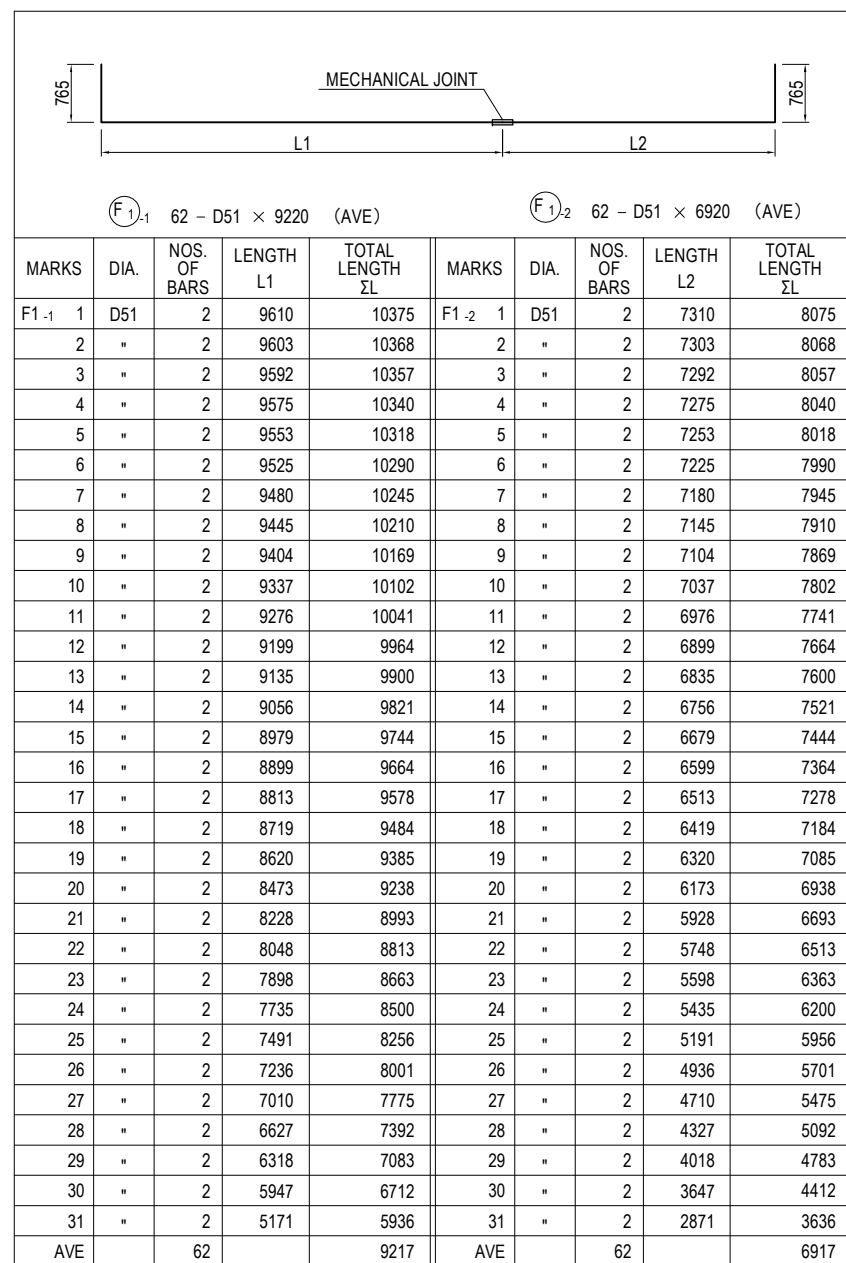 765
MECHANICAL JOINT
765
L1
L2
F 1 -1 62 – D51 × 9220 (AVE)
F 1 -2 62 – D51 × 6920 (AVE)
MARKS DIA. NOS. OF BARS LENGTH L1 TOTAL LENGTH ΣL MARKS DIA. NOS. OF BARS LENGTH L2 TOTAL LENGTH ΣL
F1 -1 1 D51 2 9610 10375 F1 -2 1 D51 2 7310 8075
2 " 2 9603 10368 2 " 2 7303 8068
3 " 2 9592 10357 3 " 2 7292 8057
4 " 2 9575 10340 4 " 2 7275 8040
5 " 2 9553 10318 5 " 2 7253 8018
6 " 2 9525 10290 6 " 2 7225 7990
7 " 2 9480 10245 7 " 2 7180 7945
8 " 2 9445 10210 8 " 2 7145 7910
9 " 2 9404 10169 9 " 2 7104 7869
10 " 2 9337 10102 10 " 2 7037 7802
11 " 2 9276 10041 11 " 2 6976 7741
12 " 2 9199 9964 12 " 2 6899 7664
13 " 2 9135 9900 13 " 2 6835 7600
14 " 2 9056 9821 14 " 2 6756 7521
15 " 2 8979 9744 15 " 2 6679 7444
16 " 2 8899 9664 16 " 2 6599 7364
17 " 2 8813 9578 17 " 2 6513 7278
18 " 2 8719 9484 18 " 2 6419 7184
19 " 2 8620 9385 19 " 2 6320 7085
20 " 2 8473 9238 20 " 2 6173 6938
21 " 2 8228 8993 21 " 2 5928 6693
22 " 2 8048 8813 22 " 2 5748 6513
23 " 2 7898 8663 23 " 2 5598 6363
24 " 2 7735 8500 24 " 2 5435 6200
25 " 2 7491 8256 25 " 2 5191 5956
26 " 2 7236 8001 26 " 2 4936 5701
27 " 2 7010 7775 27 " 2 4710 5475
28 " 2 6627 7392 28 " 2 4327 5092
29 " 2 6318 7083 29 " 2 4018 4783
30 " 2 5947 6712 30 " 2 3647 4412
31 " 2 5171 5936 31 " 2 2871 3636
AVE 62 9217 AVE 62 6917